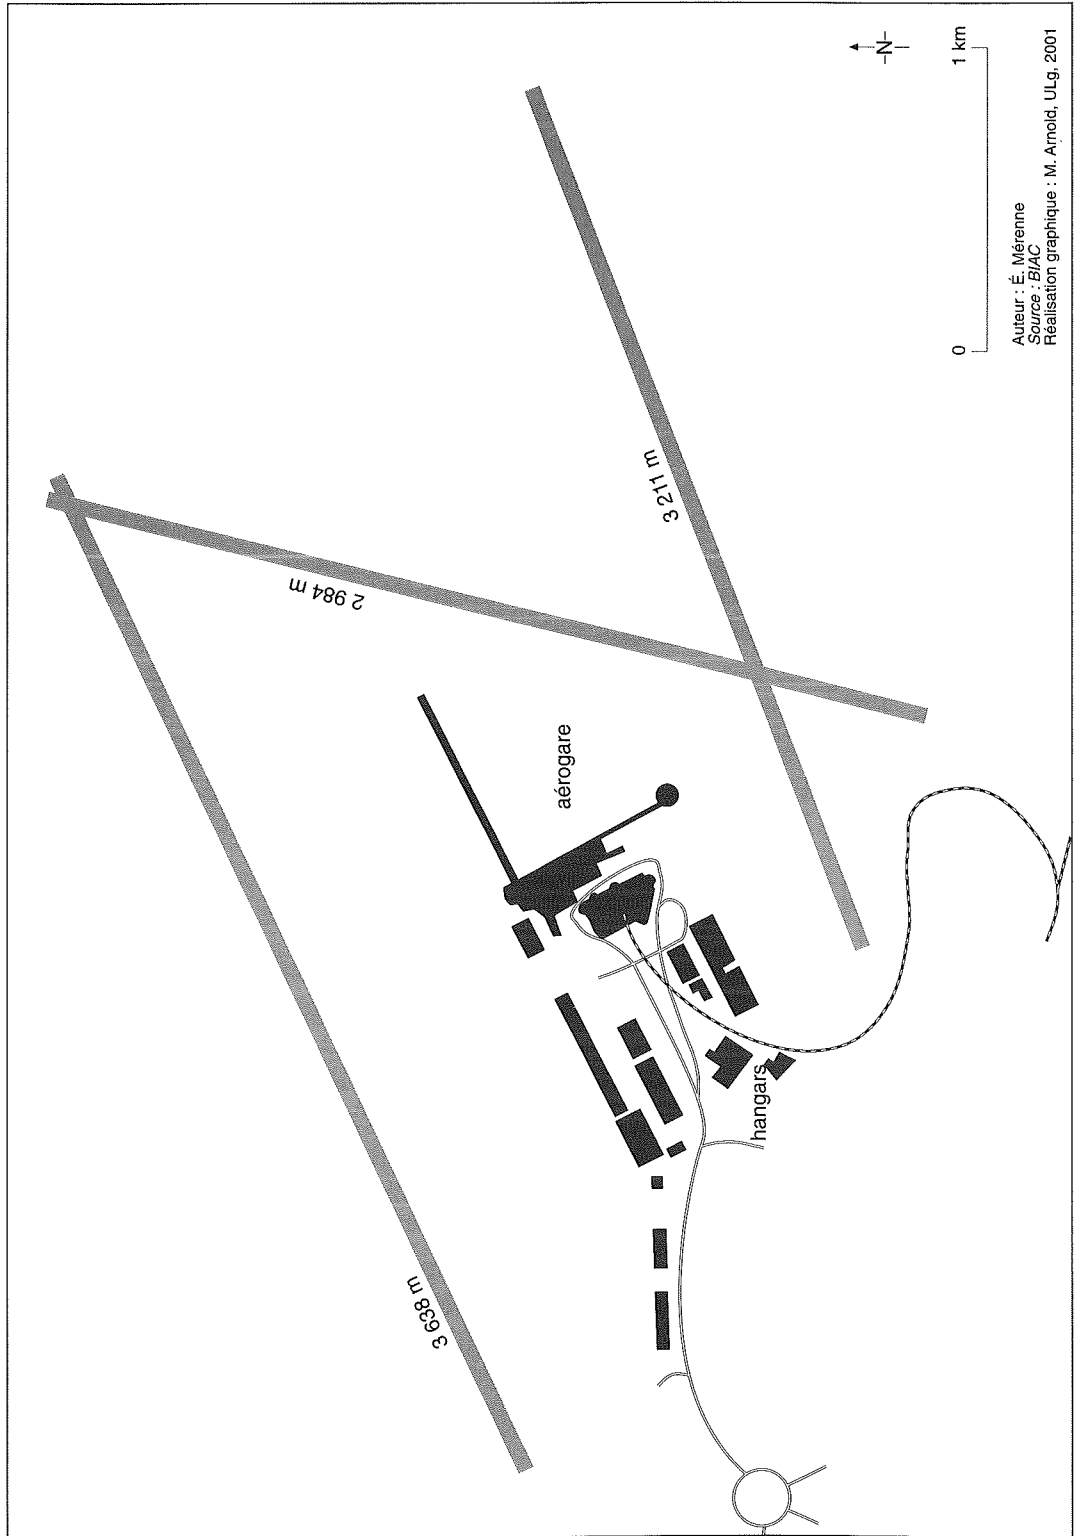 3 638 m
2 984 m
3 211 m
aérogare
hangars
N
0 1 km
Auteur : É. Mérenne
Source : BIAC
Réalisation graphique : M. Arnold, ULg, 2001